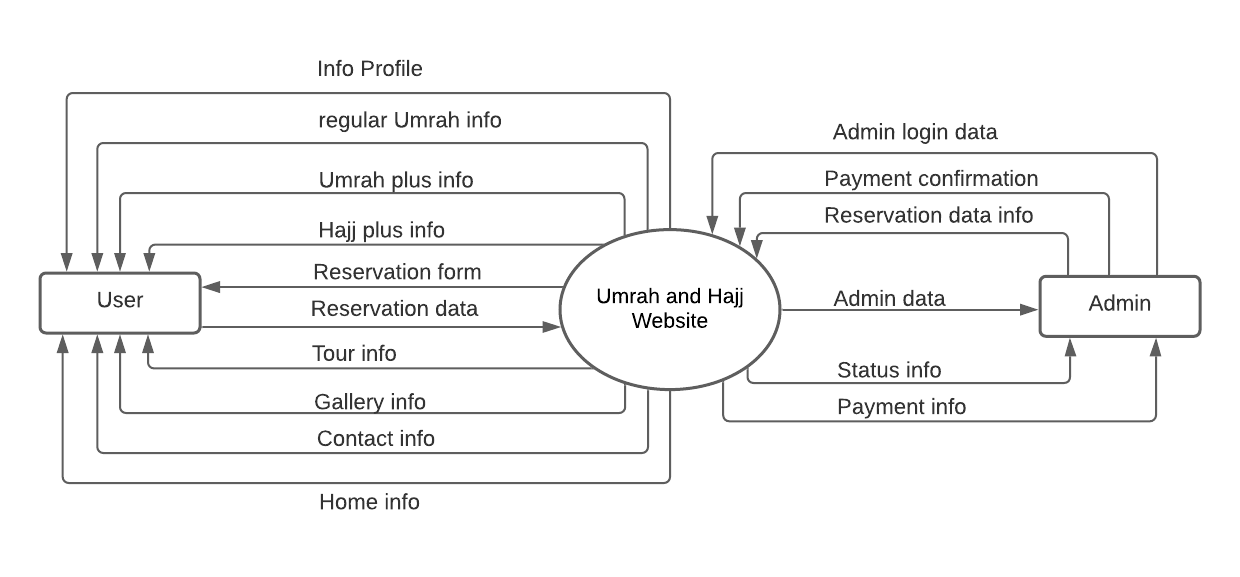 Info Profile
regular Umrah info
Admin login data
Umrah plus info
Payment confirmation
Reservation data info
Hajj plus info
Reservation form
User
Umrah and Hajj
Website
Admin data
Admin
Reservation data
Tour info
Status info
Gallery info
Payment info
Contact info
Home info